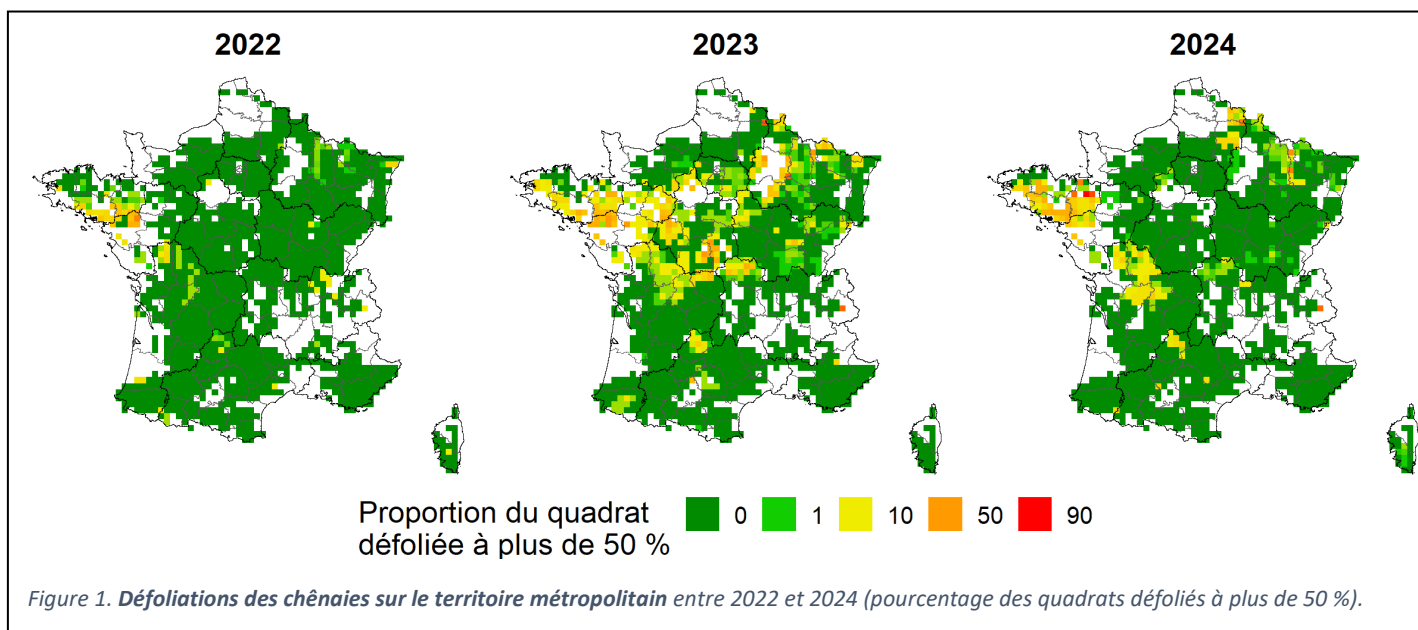 2022 2023 2024
Proportion du quadrat
défoliée à plus de 50 %
0 1 10 50 90
Figure 1. Défoliations des chênaies sur le territoire métropolitain entre 2022 et 2024 (pourcentage des quadrats défoliés à plus de 50 %).